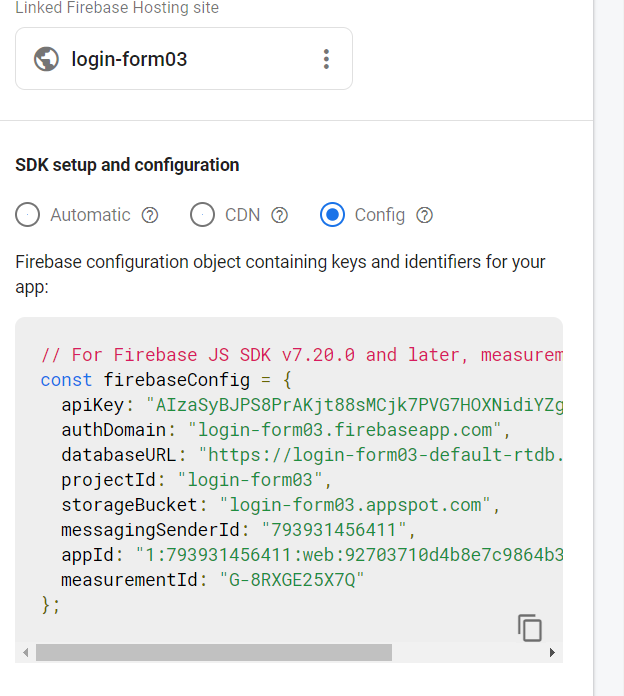 Linked Firebase Hosting site
login-form03
SDK setup and configuration
Automatic ? CDN ? Config ?
Firebase configuration object containing keys and identifiers for your
app:
// For Firebase JS SDK v7.20.0 and later, measurem
const firebaseConfig = {
apiKey: "AIzaSyBJPS8PrAKjt88sMCjk7PVG7HOXNidiYZg
authDomain: "login-form03.firebaseapp.com",
databaseURL: "https://login-form03-default-rtdb.
projectId: "login-form03",
storageBucket: "login-form03.appspot.com",
messagingSenderId: "793931456411",
appId: "1:793931456411:web:92703710d4b8e7c9864b3
measurementId: "G-8RXGE25X7Q"
};